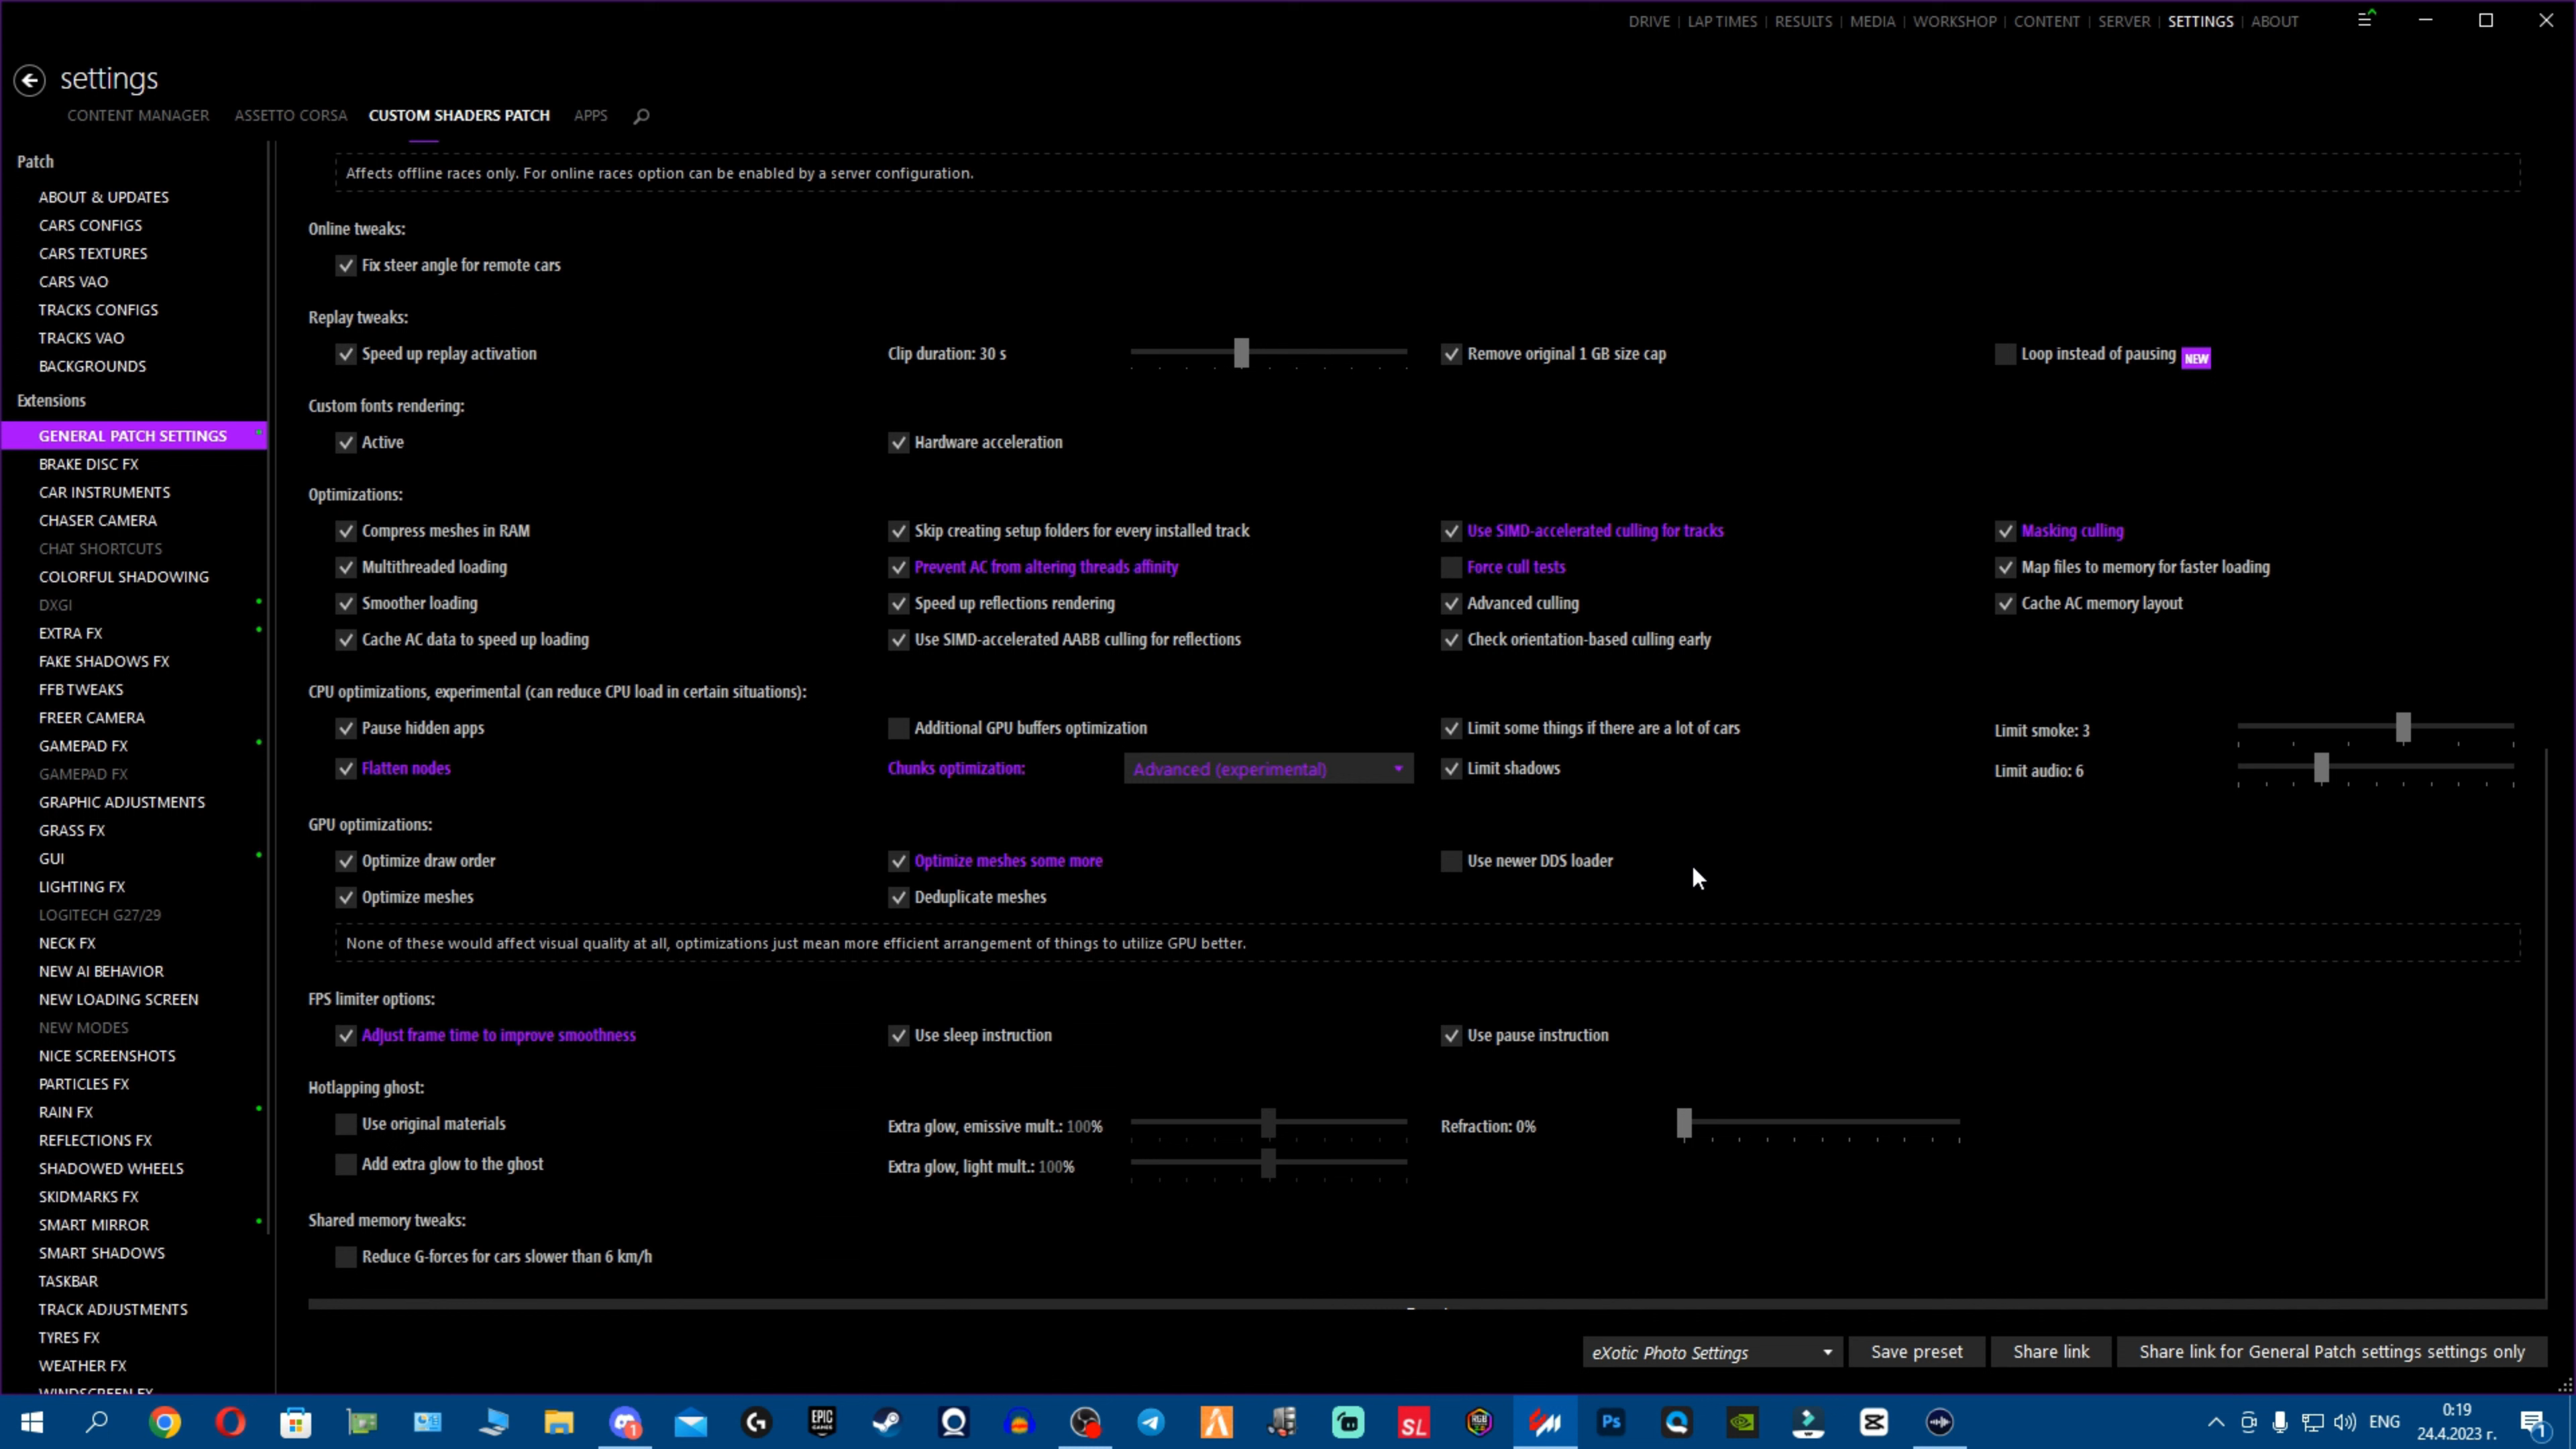 DRIVE | LAP TIMES | RESULTS | MEDIA | WORKSHOP | CONTENT | SERVER | SETTINGS | ABOUT
settings
CONTENT MANAGER ASSETTO CORSA CUSTOM SHADERS PATCH APPS
Patch
ABOUT & UPDATES
CARS CONFIGS
CARS TEXTURES
CARS VAO
TRACKS CONFIGS
TRACKS VAO
BACKGROUNDS
Extensions
GENERAL PATCH SETTINGS
BRAKE DISC FX
CAR INSTRUMENTS
CHASER CAMERA
CHAT SHORTCUTS
COLORFUL SHADOWING
DXGI
EXTRA FX
FAKE SHADOWS FX
FFB TWEAKS
FREER CAMERA
GAMEPAD FX
GAMEPAD FX
GRAPHIC ADJUSTMENTS
GRASS FX
GUI
LIGHTING FX
LOGITECH G27/29
NECK FX
NEW AI BEHAVIOR
NEW LOADING SCREEN
NEW MODES
NICE SCREENSHOTS
PARTICLES FX
RAIN FX
REFLECTIONS FX
SHADOWED WHEELS
SKIDMARKS FX
SMART MIRROR
SMART SHADOWS
TASKBAR
TRACK ADJUSTMENTS
TYRES FX
WEATHER FX
WINDSCREEN FX
Affects offline races only. For online races option can be enabled by a server configuration.
Online tweaks:
Fix steer angle for remote cars
Replay tweaks:
Speed up replay activation Clip duration: 30 s Remove original 1 GB size cap Loop instead of pausing NEW
Custom fonts rendering:
Active Hardware acceleration
Optimizations:
Compress meshes in RAM Skip creating setup folders for every installed track Use SIMD-accelerated culling for tracks Masking culling
Multithreaded loading Prevent AC from altering threads affinity Force cull tests Map files to memory for faster loading
Smoother loading Speed up reflections rendering Advanced culling Cache AC memory layout
Cache AC data to speed up loading Use SIMD-accelerated AABB culling for reflections Check orientation-based culling early
CPU optimizations, experimental (can reduce CPU load in certain situations):
Pause hidden apps Additional GPU buffers optimization Limit some things if there are a lot of cars Limit smoke: 3
Flatten nodes Chunks optimization: Advanced (experimental) Limit shadows Limit audio: 6
GPU optimizations:
Optimize draw order Optimize meshes some more Use newer DDS loader
Optimize meshes Deduplicate meshes
None of these would affect visual quality at all, optimizations just mean more efficient arrangement of things to utilize GPU better.
FPS limiter options:
Adjust frame time to improve smoothness Use sleep instruction Use pause instruction
Hotlapping ghost:
Use original materials Extra glow, emissive mult.: 100% Refraction: 0%
Add extra glow to the ghost Extra glow, light mult.: 100%
Shared memory tweaks:
Reduce G-forces for cars slower than 6 km/h
eXotic Photo Settings Save preset Share link Share link for General Patch settings settings only
EPIC GAMES
SL
Ps
ENG
0:19
24.4.2023 г.
1